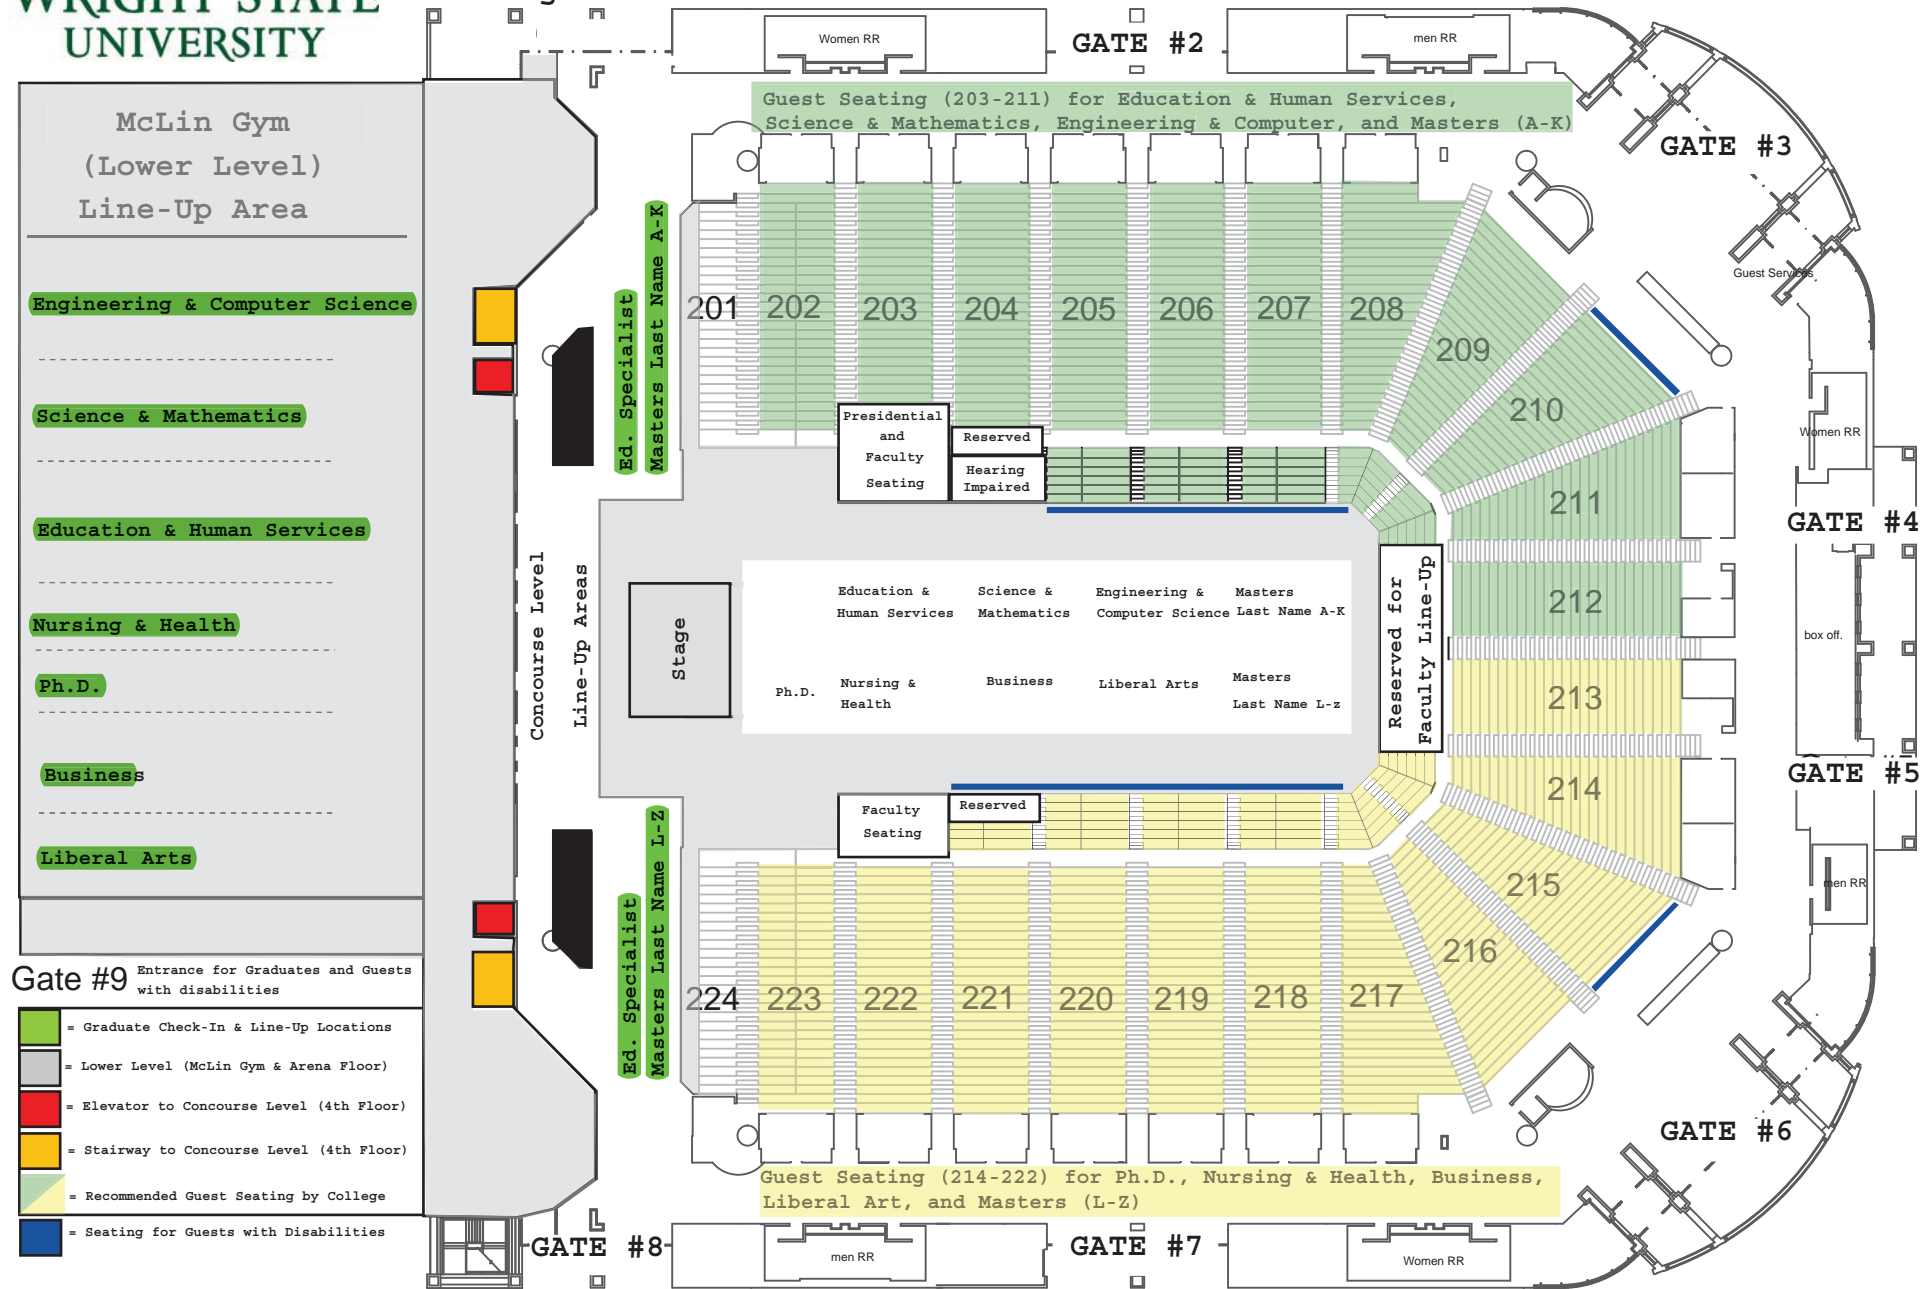 WRIGHT STATE
UNIVERSITY
McLin Gym
(Lower Level)
Line-Up Area
Engineering & Computer Science
Science & Mathematics
Education & Human Services
Nursing & Health
Ph.D.
Business
Liberal Arts
Gate #9
Entrance for Graduates and Guests
with disabilities
= Graduate Check-In & Line-Up Locations
= Lower Level (McLin Gym & Arena Floor)
= Elevator to Concourse Level (4th Floor)
= Stairway to Concourse Level (4th Floor)
= Recommended Guest Seating by College
= Seating for Guests with Disabilities
Women RR
GATE #2
men RR
Guest Seating (203-211) for Education & Human Services,
Science & Mathematics, Engineering & Computer, and Masters (A-K)
GATE #3
Guest Services
Women RR
GATE #4
box off.
GATE #5
men RR
GATE #6
Ed. Specialist
Masters Last Name A-K
201
202
203
204
205
206
207
208
209
210
211
212
213
214
215
216
217
218
219
220
221
222
223
224
Presidential
and
Faculty
Seating
Reserved
Hearing
Impaired
Concourse Level
Line-Up Areas
Stage
Education &
Human Services
Science &
Mathematics
Engineering &
Computer Science
Masters
Last Name A-K
Ph.D.
Nursing &
Health
Business
Liberal Arts
Masters
Last Name L-z
Reserved for
Faculty Line-Up
Faculty
Seating
Reserved
Ed. Specialist
Masters Last Name L-Z
Guest Seating (214-222) for Ph.D., Nursing & Health, Business,
Liberal Art, and Masters (L-Z)
GATE #8
men RR
GATE #7
Women RR